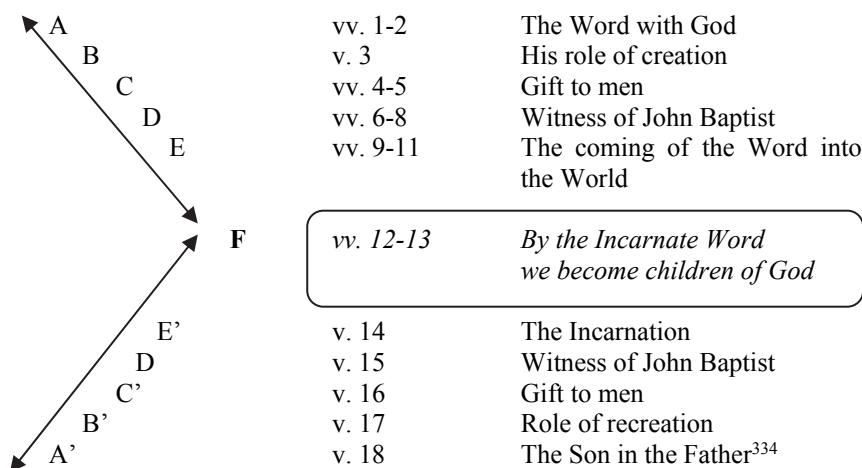 A vv. 1-2 The Word with God
B v. 3 His role of creation
C vv. 4-5 Gift to men
D vv. 6-8 Witness of John Baptist
E vv. 9-11 The coming of the Word into
the World
F vv. 12-13 By the Incarnate Word
we become children of God
E’ v. 14 The Incarnation
D v. 15 Witness of John Baptist
C’ v. 16 Gift to men
B’ v. 17 Role of recreation
A’ v. 18 The Son in the Father334